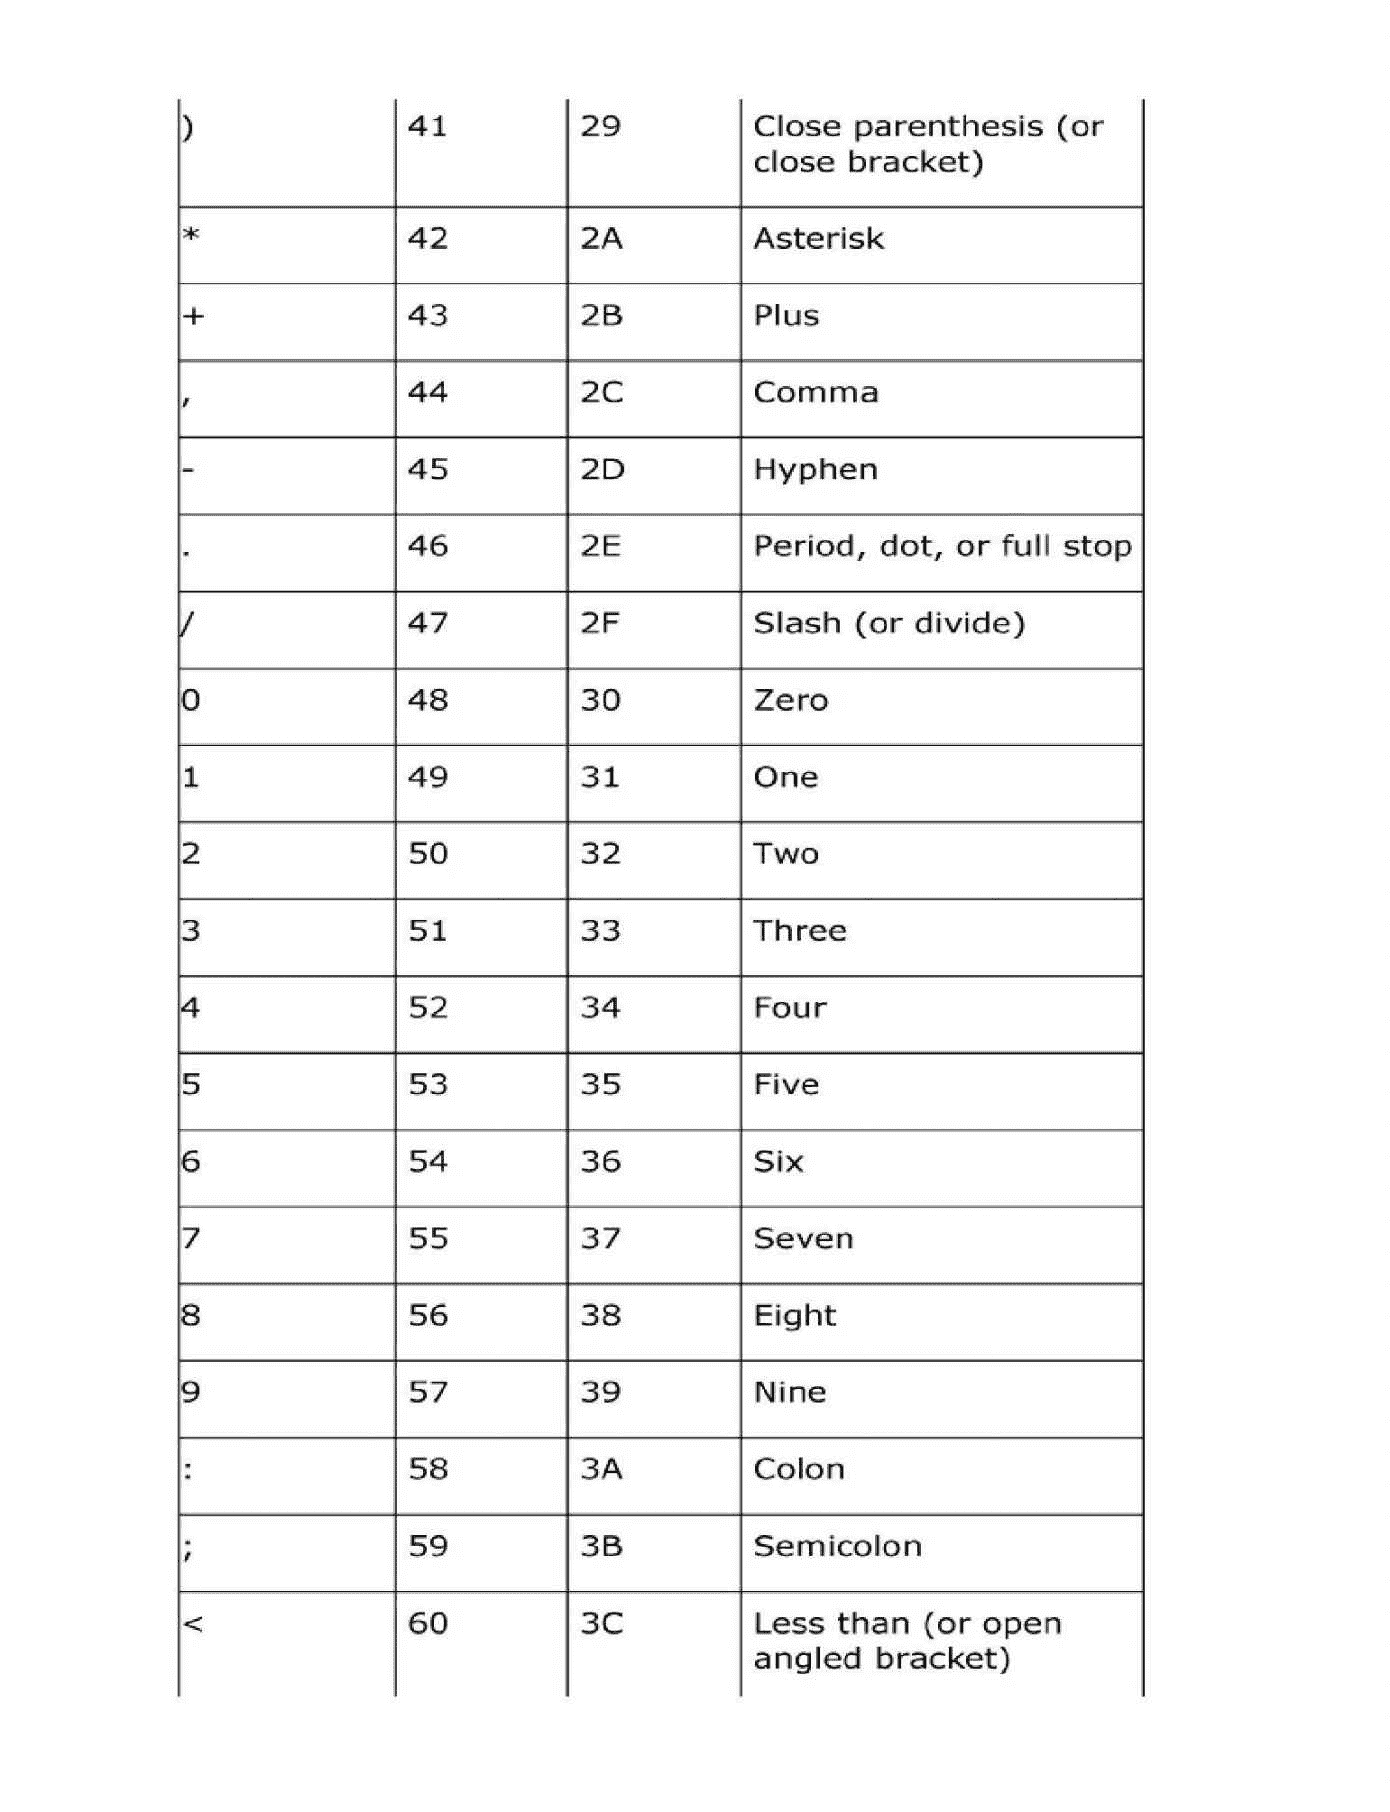 ) 41 29 Close parenthesis (or
close bracket)
* 42 2A Asterisk
+ 43 2B Plus
, 44 2C Comma
- 45 2D Hyphen
. 46 2E Period, dot, or full stop
/ 47 2F Slash (or divide)
0 48 30 Zero
1 49 31 One
2 50 32 Two
3 51 33 Three
4 52 34 Four
5 53 35 Five
6 54 36 Six
7 55 37 Seven
8 56 38 Eight
9 57 39 Nine
: 58 3A Colon
; 59 3B Semicolon
< 60 3C Less than (or open
angled bracket)